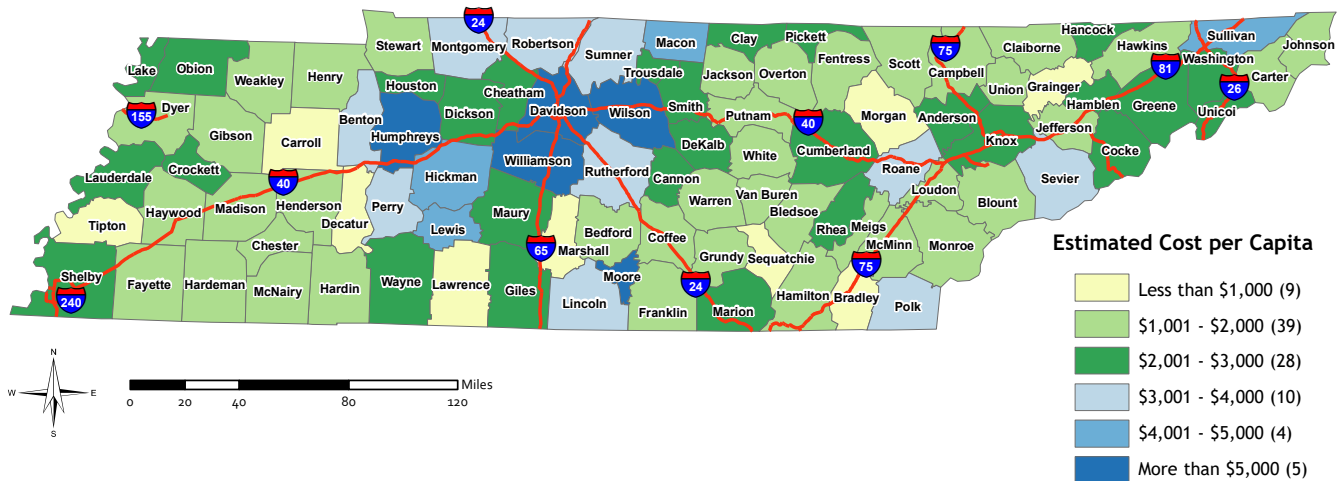 24
Stewart
Montgomery
Robertson
Sumner
Macon
Clay
Pickett
75
Hancock
Sullivan
Johnson
Lake
Obion
Weakley
Henry
Houston
Trousdale
Jackson
Overton
Fentress
Scott
Campbell
Claiborne
Hawkins
81
Washington
Carter
26
155
Dyer
Gibson
Carroll
Benton
Humphreys
Dickson
Cheatham
Davidson
Wilson
Smith
Putnam
40
Morgan
Anderson
Union
Grainger
Hamblen
Greene
Unicoi
Lauderdale
Crockett
40
Hickman
Williamson
Rutherford
DeKalb
Cannon
White
Cumberland
Roane
Knox
Jefferson
Cocke
Sevier
Tipton
Haywood
Madison
Henderson
Decatur
Perry
Lewis
Maury
Bedford
Coffee
Warren
Van Buren
Bledsoe
Rhea
Meigs
Loudon
Blount
Shelby
240
Fayette
Hardeman
Chester
McNairy
Hardin
Wayne
Lawrence
Giles
65
Marshall
Moore
Lincoln
Franklin
Grundy
24
Marion
Sequatchie
Hamilton
Bradley
75
McMinn
Monroe
Polk
Estimated Cost per Capita
Less than $1,000 (9)
$1,001 - $2,000 (39)
$2,001 - $3,000 (28)
$3,001 - $4,000 (10)
$4,001 - $5,000 (4)
More than $5,000 (5)
N
W
E
S
Miles
0 20 40 80 120